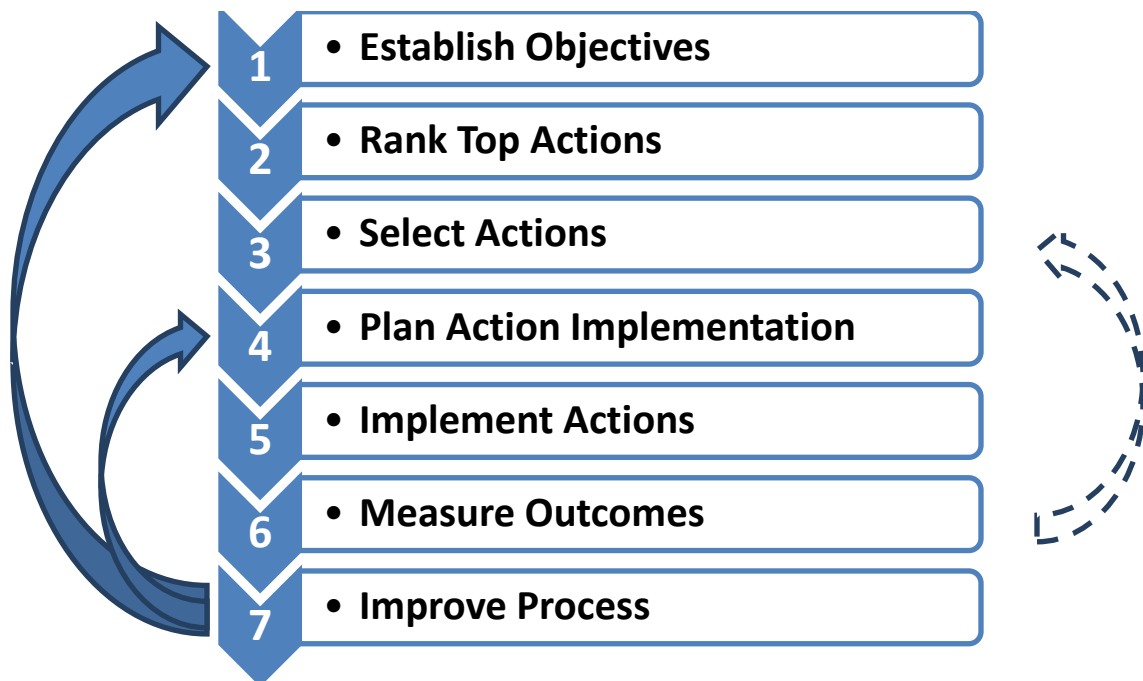 1 • Establish Objectives
2 • Rank Top Actions
3 • Select Actions
4 • Plan Action Implementation
5 • Implement Actions
6 • Measure Outcomes
7 • Improve Process